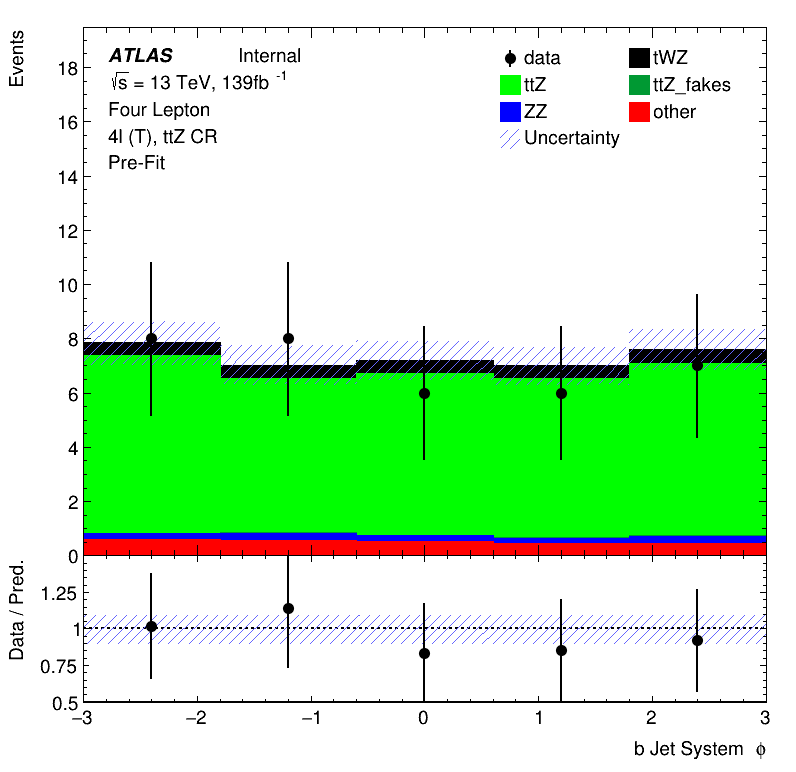 Events
ATLAS Internal
√s = 13 TeV, 139fb -1
Four Lepton
4l (T), ttZ CR
Pre-Fit
data
tWZ
ttZ
ttZ_fakes
ZZ
other
Uncertainty
18
16
14
12
10
8
6
4
2
0
Data / Pred.
1.25
1
0.75
0.5
−3 −2 −1 0 1 2 3
b Jet System ϕ